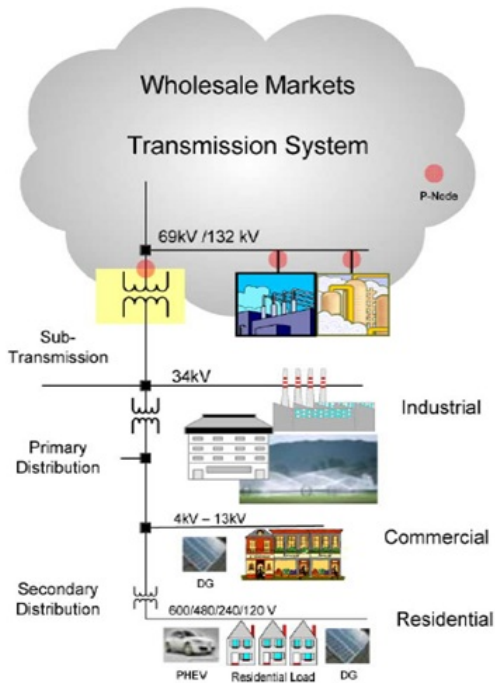 Wholesale Markets
Transmission System
P-Node
69kV /132 kV
Sub-
Transmission
34kV
Industrial
Primary
Distribution
4kV – 13kV
Commercial
DG
Secondary
Distribution
600/480/240/120 V
Residential
PHEV
Residential Load
DG